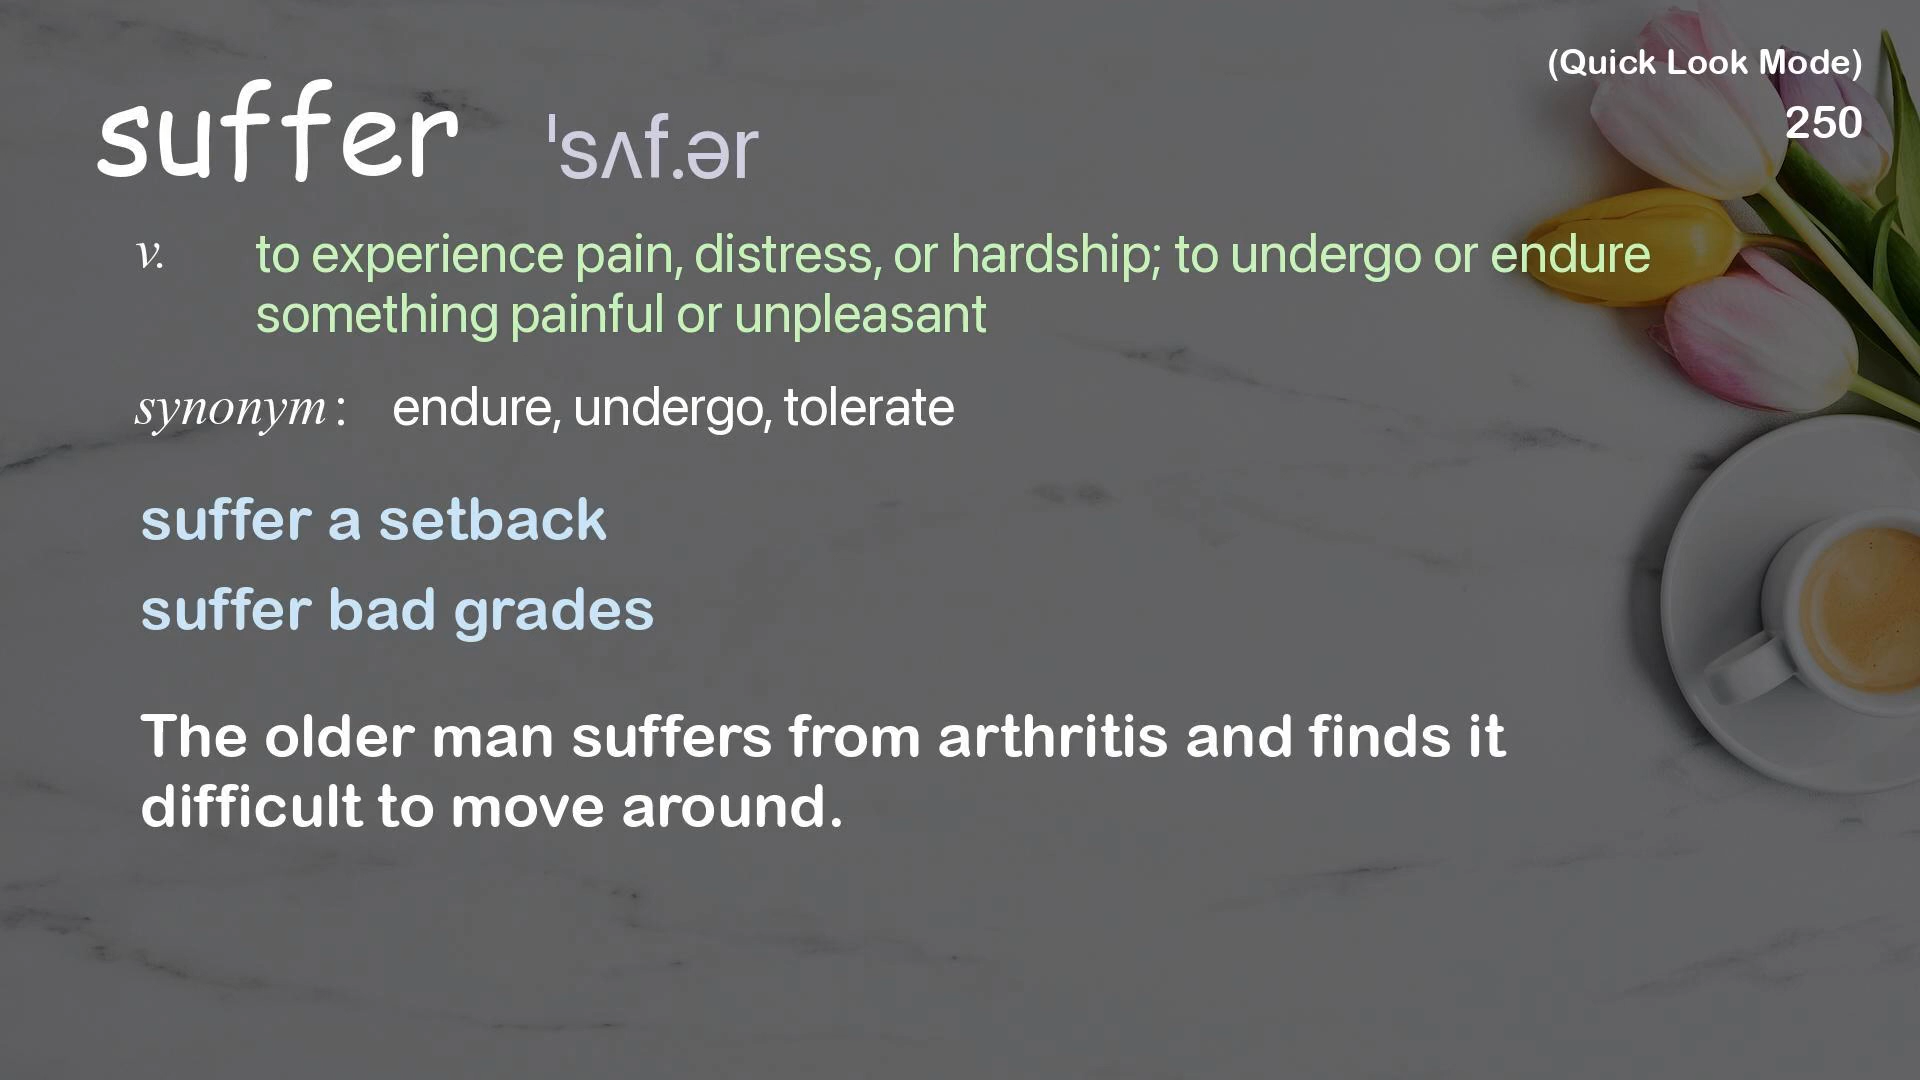 (Quick Look Mode)
250
suffer ˈsʌf.ər
v. to experience pain, distress, or hardship; to undergo or endure
something painful or unpleasant
synonym: endure, undergo, tolerate
suffer a setback
suffer bad grades
The older man suffers from arthritis and finds it
difficult to move around.